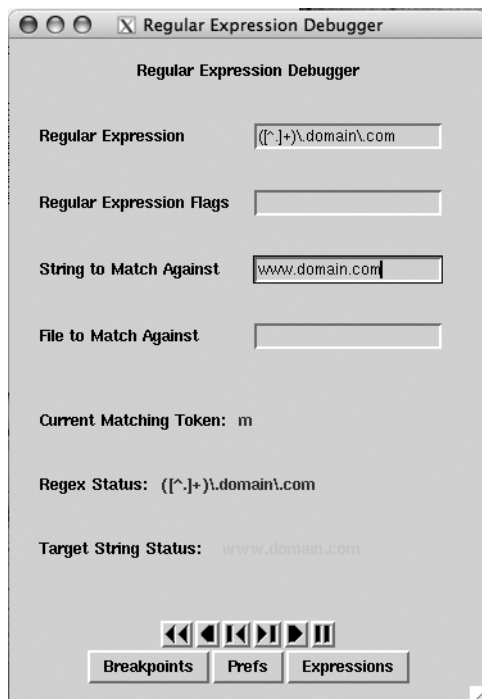 Regular Expression Debugger
Regular Expression Debugger
Regular Expression ([^.]+)\.domain\.com
Regular Expression Flags
String to Match Against www.domain.com
File to Match Against
Current Matching Token: m
Regex Status: ([^.]+)\.domain\.com
Target String Status: www.domain.com
Breakpoints Prefs Expressions